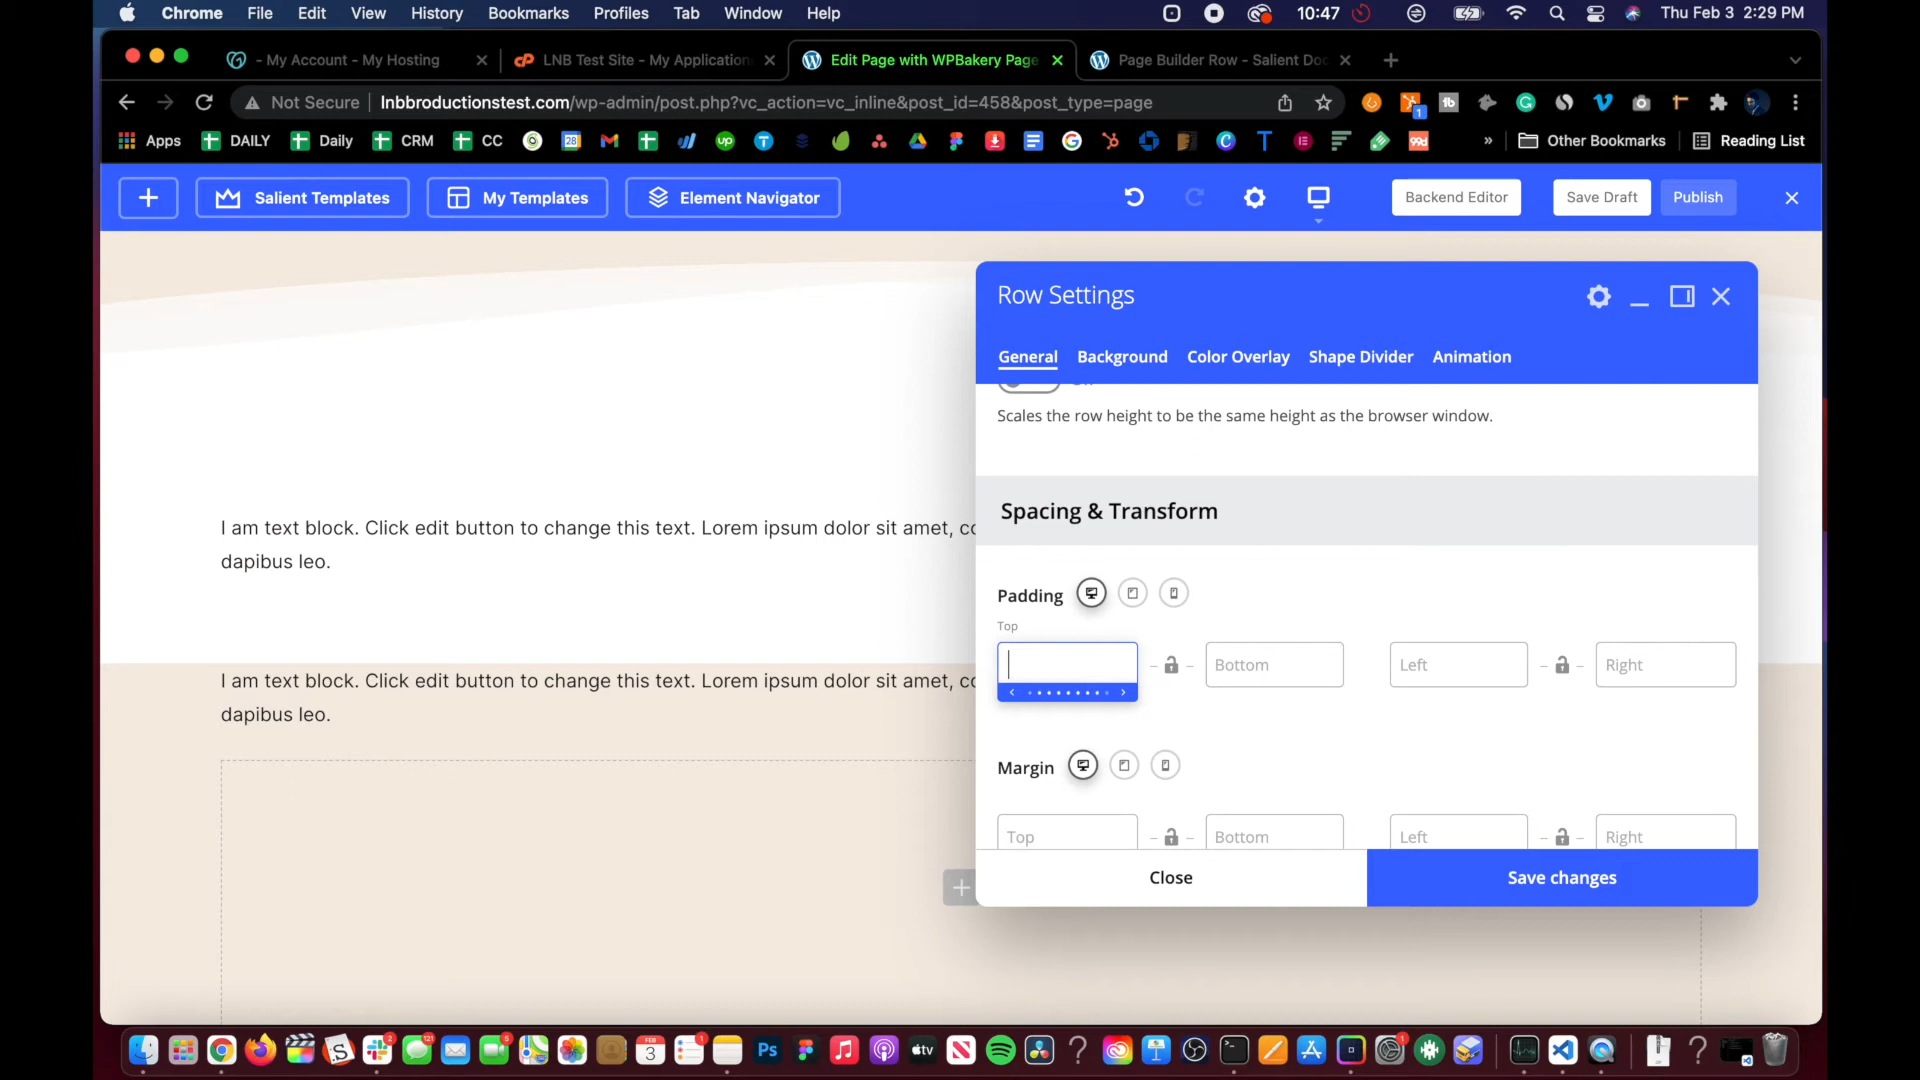 Chrome File Edit View History Bookmarks Profiles Tab Window Help 10:47 Thu Feb 3 2:29 PM
- My Account - My Hosting
LNB Test Site - My Application
Edit Page with WPBakery Page
Page Builder Row - Salient Doc
Not Secure lnbbroductionstest.com/wp-admin/post.php?vc_action=vc_inline&post_id=458&post_type=page
Apps DAILY Daily CRM CC Other Bookmarks Reading List
Salient Templates My Templates Element Navigator Backend Editor Save Draft Publish
Row Settings
General Background Color Overlay Shape Divider Animation
Scales the row height to be the same height as the browser window.
Spacing & Transform
I am text block. Click edit button to change this text. Lorem ipsum dolor sit amet,
dapibus leo.
Padding
Top
Bottom Left Right
I am text block. Click edit button to change this text. Lorem ipsum dolor sit amet,
dapibus leo.
Margin
Top Bottom Left Right
Close Save changes